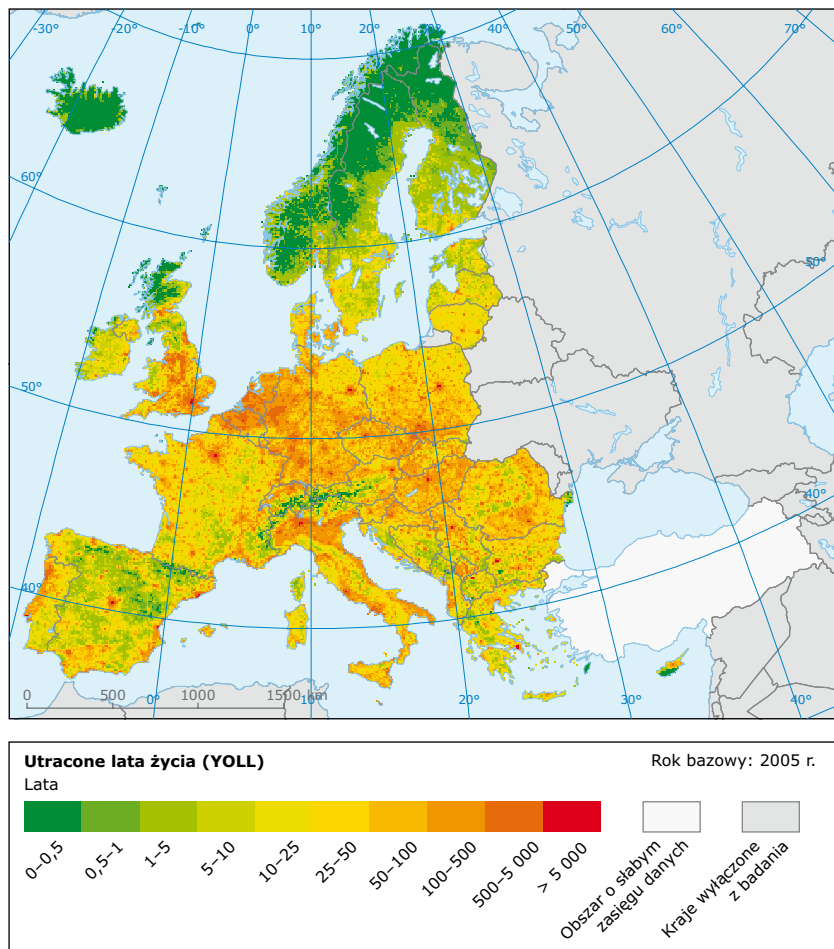 -30° -20° -10° 0° 10° 20° 30° 40° 50° 60° 70°
60°
50°
50°
40°
40°
0 500 1000 1500 km
0° 10° 20° 30° 40°
Utracone lata życia (YOLL)
Rok bazowy: 2005 r.
Lata
0–0,5
0,5–1
1–5
5–10
10–25
25–50
50–100
100–500
500–5 000
> 5 000
Obszar o słabym
zasięgu danych
Kraje wyłączone
z badania